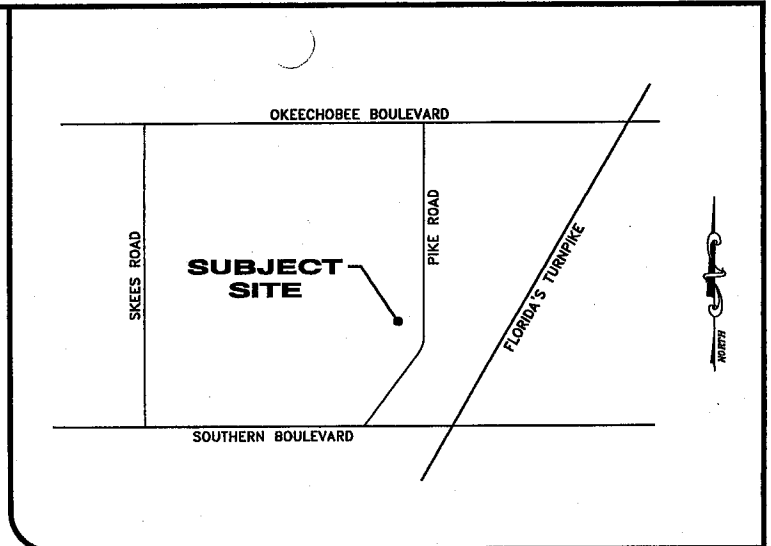 OKEECHOBEE BOULEVARD
SKEES ROAD
PIKE ROAD
SUBJECT
SITE
FLORIDA'S TURNPIKE
NORTH
SOUTHERN BOULEVARD